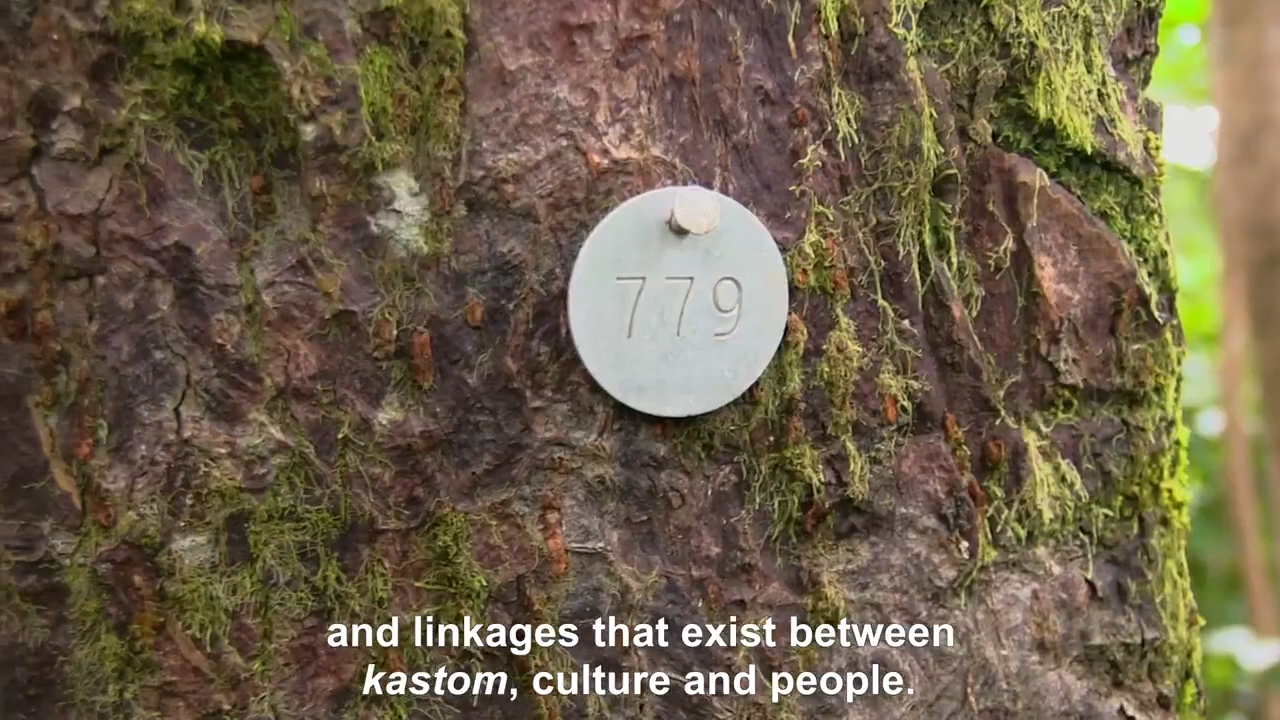 779
and linkages that exist between
kastom, culture and people.